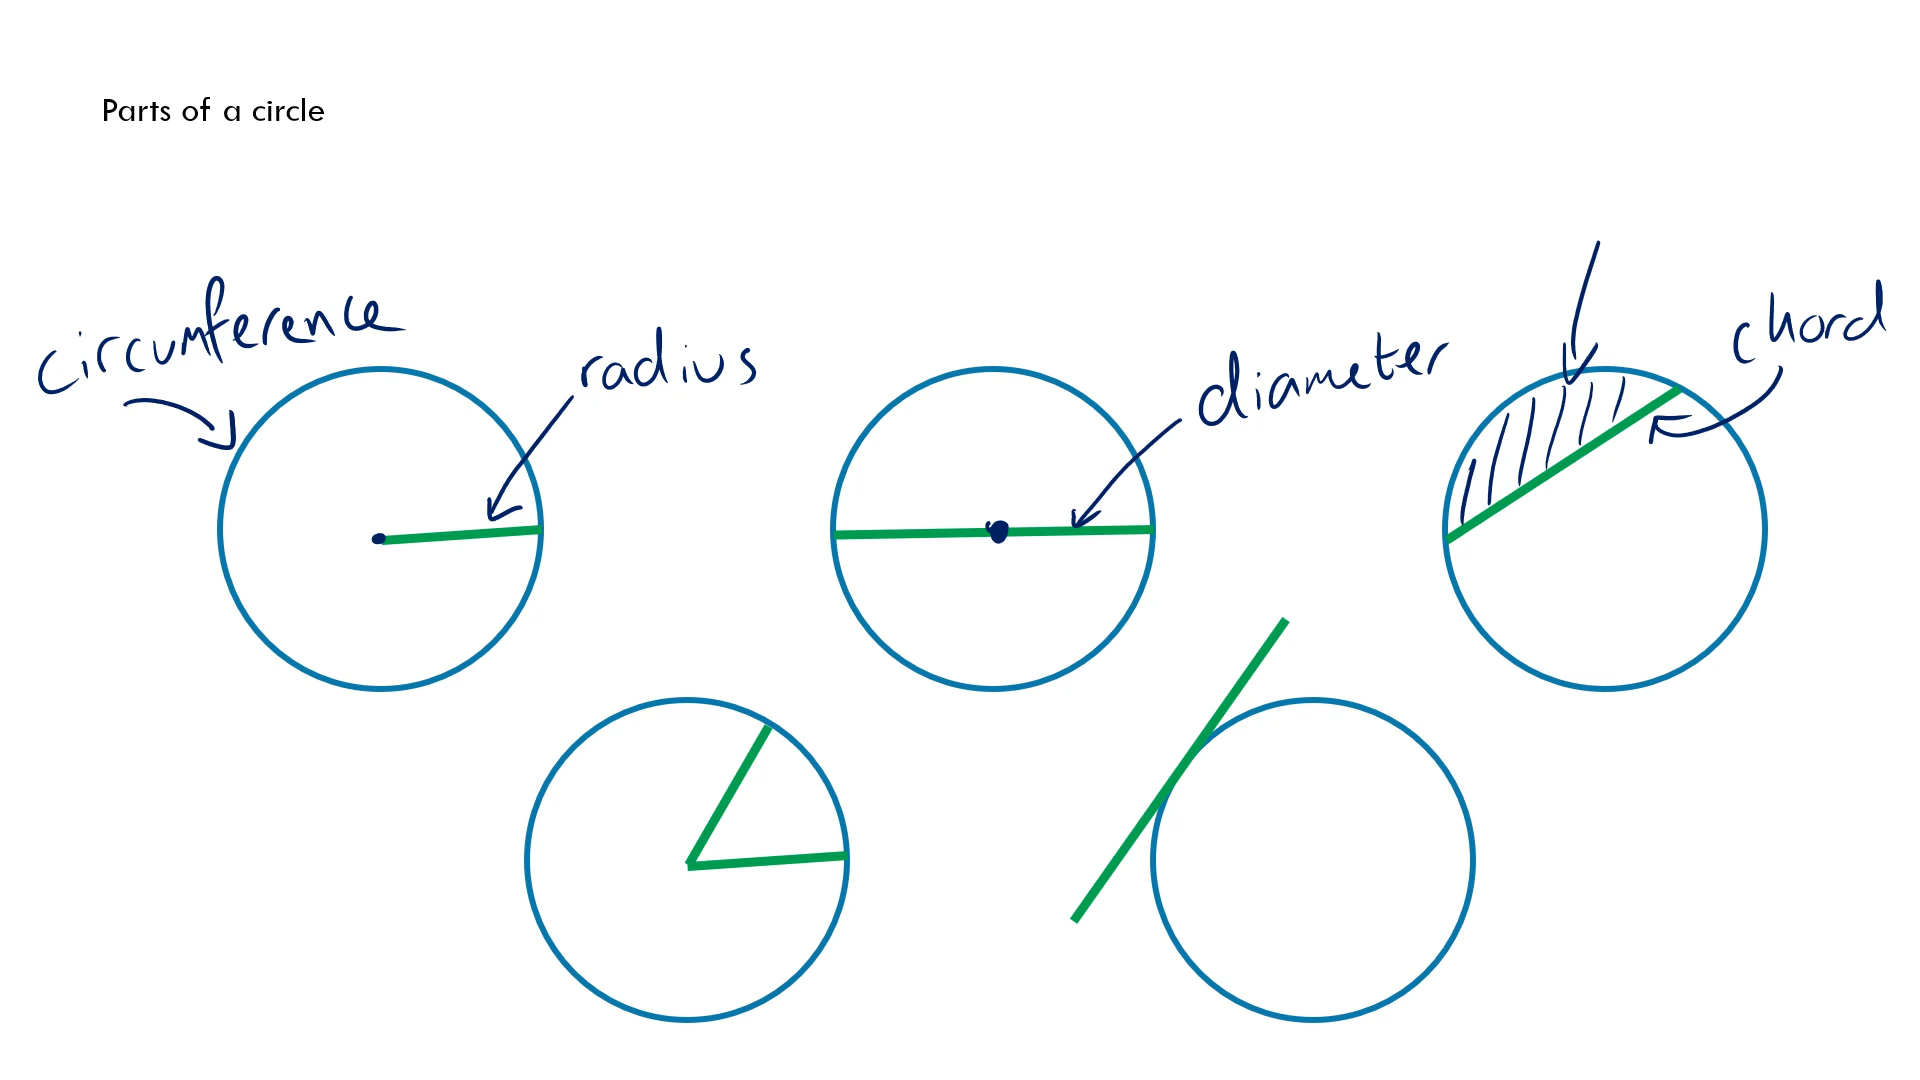 Parts of a circle
circumference
radius
diameter
chord